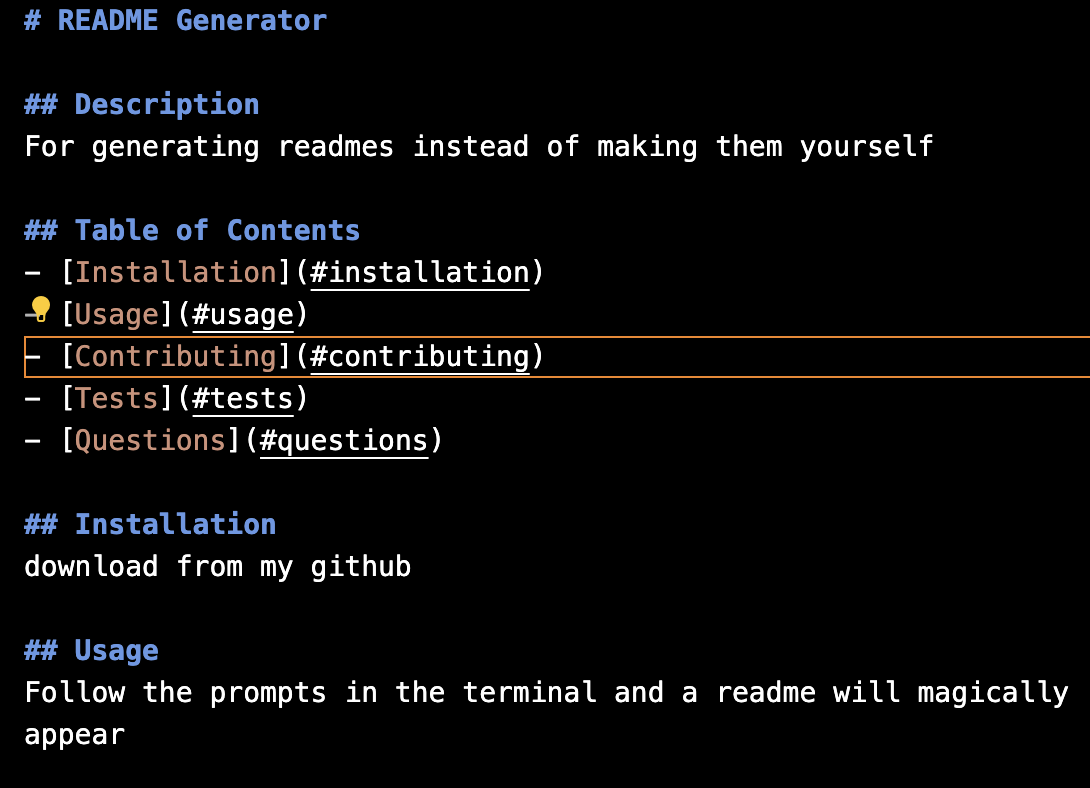 # README Generator
## Description
For generating readmes instead of making them yourself
## Table of Contents
- [Installation](#installation)
- [Usage](#usage)
- [Contributing](#contributing)
- [Tests](#tests)
- [Questions](#questions)
## Installation
download from my github
## Usage
Follow the prompts in the terminal and a readme will magically
appear